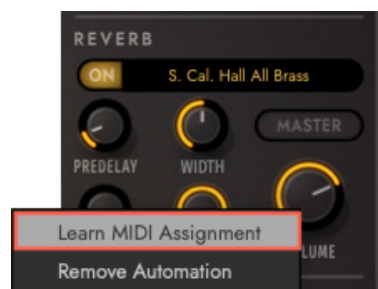 REVERB
ON S. Cal. Hall All Brass
MASTER
PREDELAY WIDTH
LUME
Learn MIDI Assignment
Remove Automation